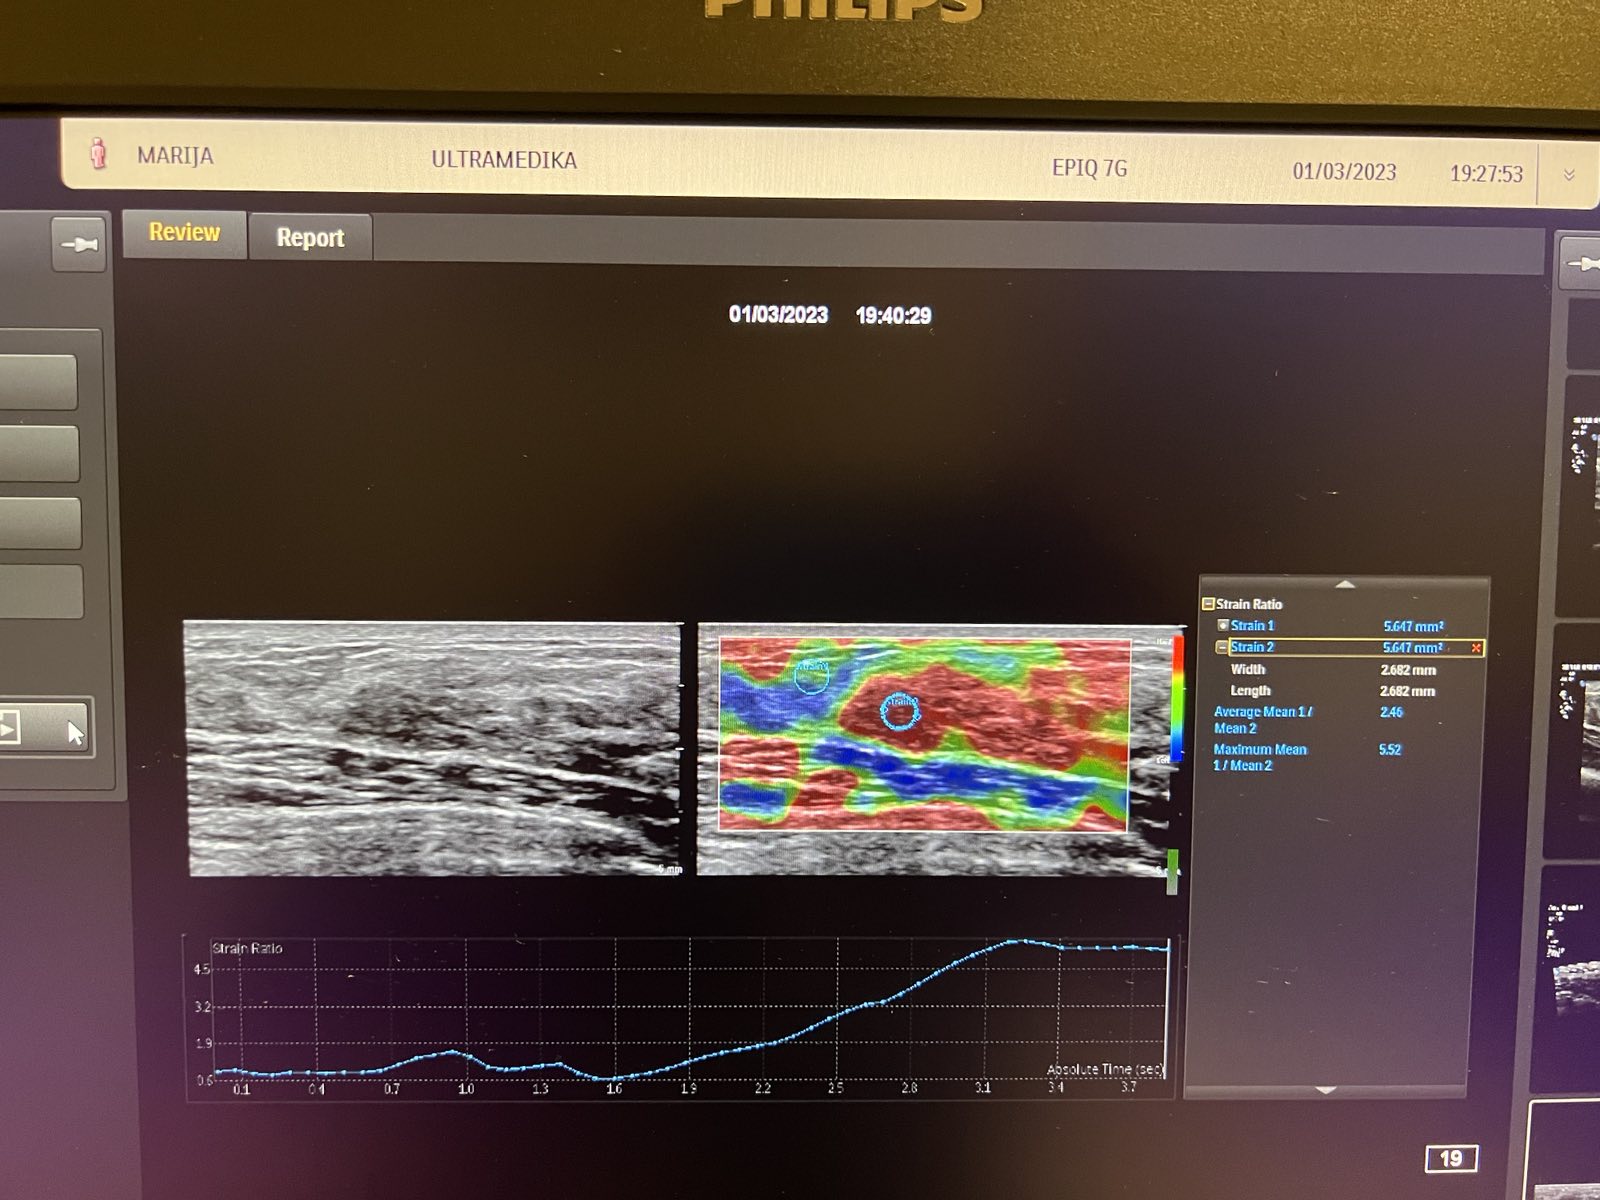 PHILIPS
MARIJA ULTRAMEDIKA EPIQ 7G 01/03/2023 19:27:53
Review Report
01/03/2023 19:40:29
Strain Ratio
Strain 1 5.647 mm²
Strain 2 5.647 mm²
Width 2.682 mm
Length 2.682 mm
Average Mean 1 / Mean 2 2.46
Maximum Mean 1 / Mean 2 5.52
Hard
Soft
5 mm
Strain Ratio
4.5
3.2
1.9
0.6
Absolute Time (sec)
0.1 0.4 0.7 1.0 1.3 1.6 1.9 2.2 2.5 2.8 3.1 3.4 3.7
19